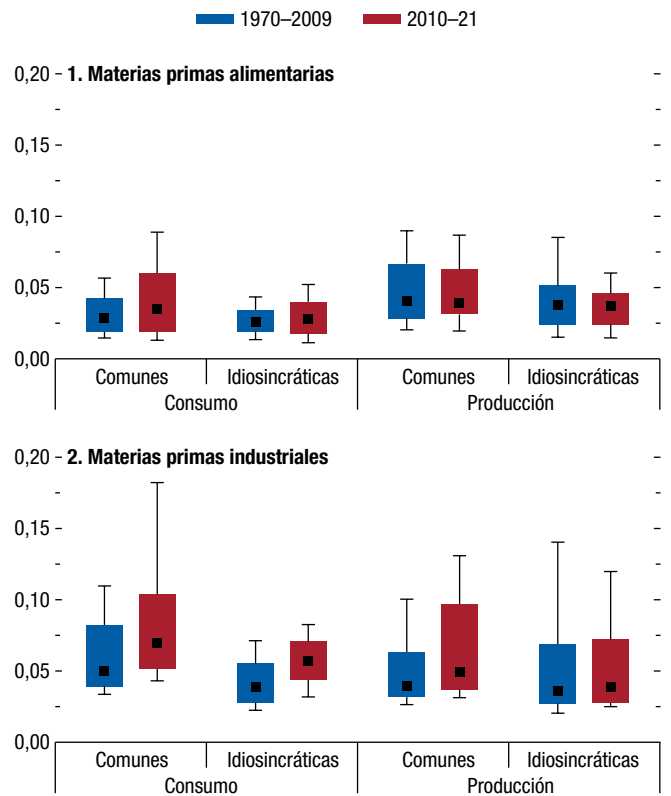 1970–2009 2010–21
0,20 1. Materias primas alimentarias
0,15
0,10
0,05
0,00
Comunes Idiosincráticas Comunes Idiosincráticas
Consumo Producción
0,20 2. Materias primas industriales
0,15
0,10
0,05
0,00
Comunes Idiosincráticas Comunes Idiosincráticas
Consumo Producción